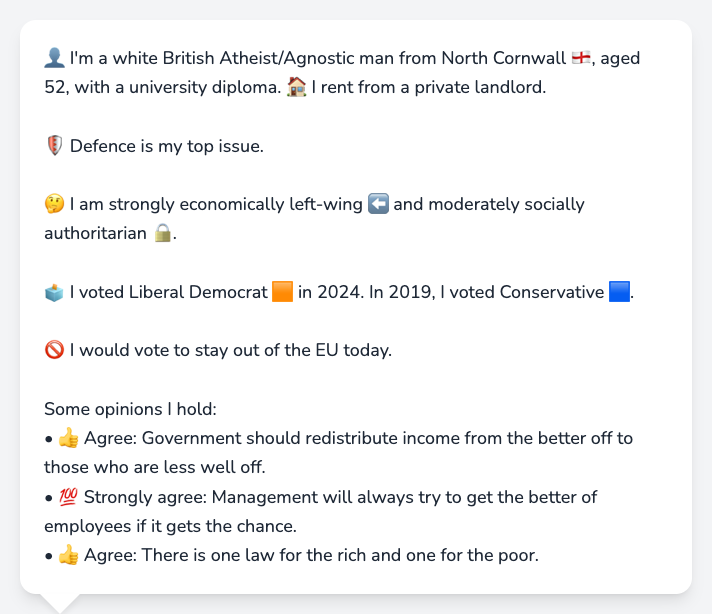 👤 I'm a white British Atheist/Agnostic man from North Cornwall 🏴󠁧󠁢󠁥󠁮󠁧󠁿, aged
52, with a university diploma. 🏠 I rent from a private landlord.
🛡️ Defence is my top issue.
🤔 I am strongly economically left-wing ⬅️ and moderately socially
authoritarian 🔒.
🗳️ I voted Liberal Democrat 🟧 in 2024. In 2019, I voted Conservative 🟦.
🚫 I would vote to stay out of the EU today.
Some opinions I hold:
• 👍 Agree: Government should redistribute income from the better off to
those who are less well off.
• 💯 Strongly agree: Management will always try to get the better of
employees if it gets the chance.
• 👍 Agree: There is one law for the rich and one for the poor.